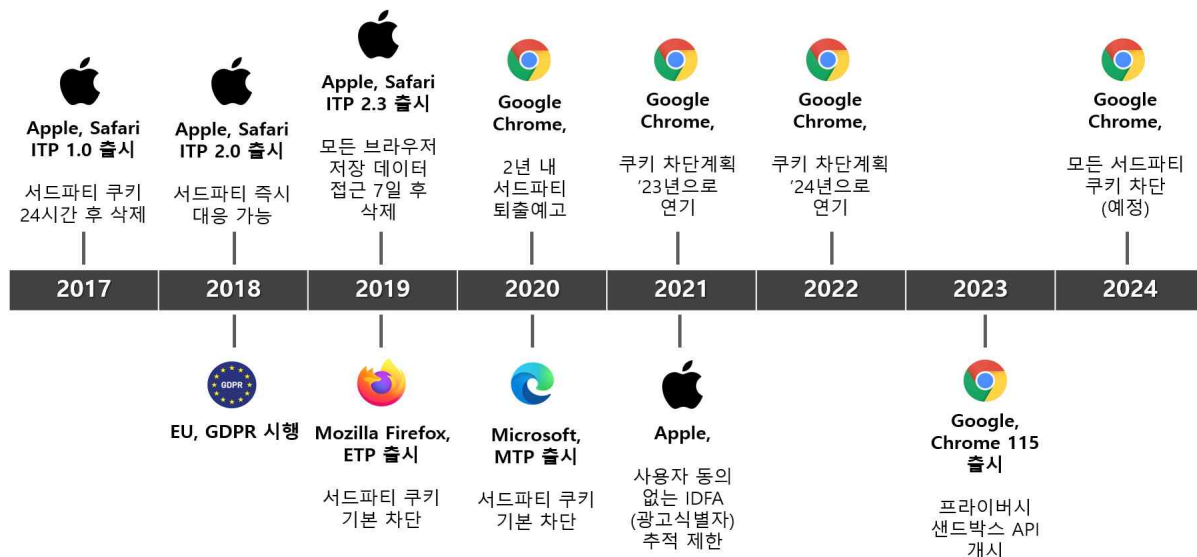 Apple, Safari
ITP 1.0 출시
서드파티 쿠키
24시간 후 삭제
Apple, Safari
ITP 2.0 출시
서드파티 즉시
대응 가능
Apple, Safari
ITP 2.3 출시
모든 브라우저
저장 데이터
접근 7일 후
삭제
Google
Chrome,
2년 내
서드파티
퇴출예고
Google
Chrome,
쿠키 차단계획
’23년으로
연기
Google
Chrome,
쿠키 차단계획
’24년으로
연기
Google
Chrome,
모든 서드파티
쿠키 차단
(예정)
2017 2018 2019 2020 2021 2022 2023 2024
GDPR
EU, GDPR 시행
Mozilla Firefox,
ETP 출시
서드파티 쿠키
기본 차단
Microsoft,
MTP 출시
서드파티 쿠키
기본 차단
Apple,
사용자 동의
없는 IDFA
(광고식별자)
추적 제한
Google,
Chrome 115
출시
프라이버시
샌드박스 API
개시